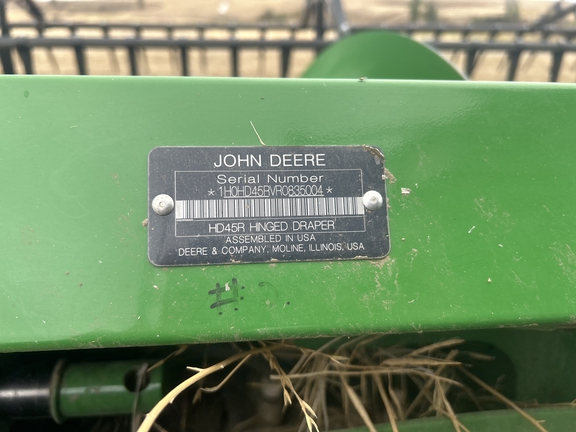 JOHN DEERE
Serial Number
*1H0HD45RVR0835004*
HD45R HINGED DRAPER
ASSEMBLED IN USA
DEERE & COMPANY, MOLINE, ILLINOIS, USA